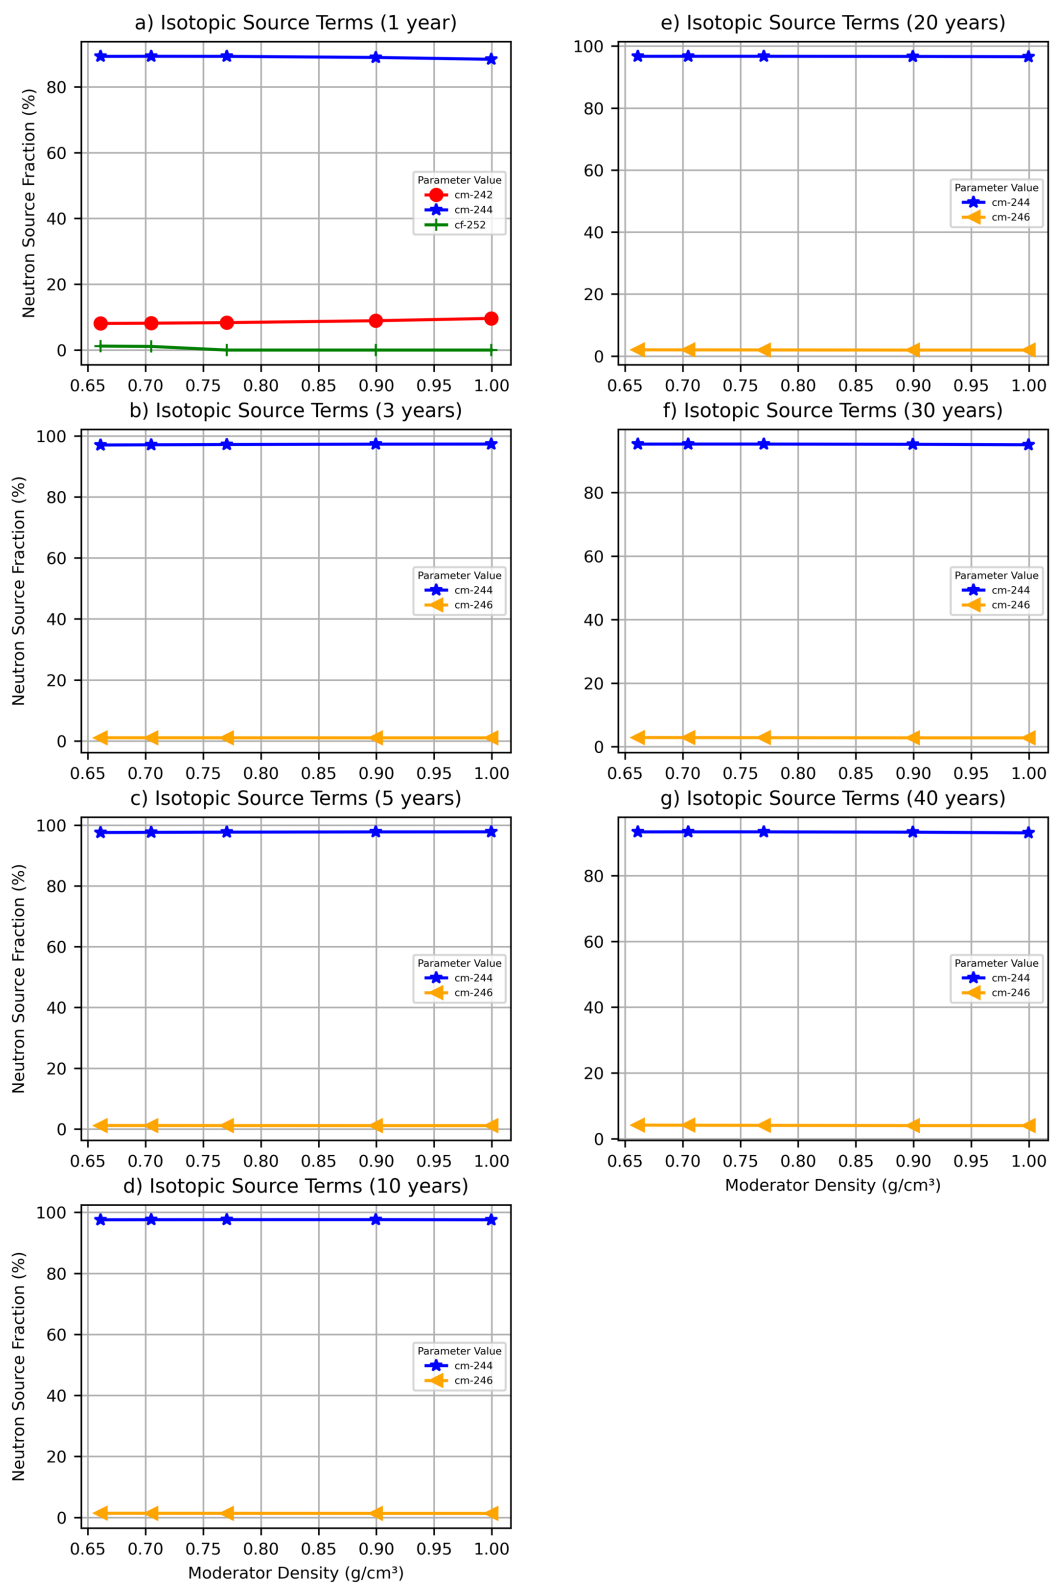 a) Isotopic Source Terms (1 year)
Neutron Source Fraction (%)
80
60
40
20
0
Parameter Value
cm-242
cm-244
cf-252
0.65 0.70 0.75 0.80 0.85 0.90 0.95 1.00
b) Isotopic Source Terms (3 years)
Neutron Source Fraction (%)
100
80
60
40
20
0
Parameter Value
cm-244
cm-246
0.65 0.70 0.75 0.80 0.85 0.90 0.95 1.00
c) Isotopic Source Terms (5 years)
Neutron Source Fraction (%)
100
80
60
40
20
0
Parameter Value
cm-244
cm-246
0.65 0.70 0.75 0.80 0.85 0.90 0.95 1.00
d) Isotopic Source Terms (10 years)
Neutron Source Fraction (%)
100
80
60
40
20
0
Parameter Value
cm-244
cm-246
0.65 0.70 0.75 0.80 0.85 0.90 0.95 1.00
Moderator Density (g/cm³)
e) Isotopic Source Terms (20 years)
100
80
60
40
20
0
Parameter Value
cm-244
cm-246
0.65 0.70 0.75 0.80 0.85 0.90 0.95 1.00
f) Isotopic Source Terms (30 years)
80
60
40
20
0
Parameter Value
cm-244
cm-246
0.65 0.70 0.75 0.80 0.85 0.90 0.95 1.00
g) Isotopic Source Terms (40 years)
80
60
40
20
0
Parameter Value
cm-244
cm-246
0.65 0.70 0.75 0.80 0.85 0.90 0.95 1.00
Moderator Density (g/cm³)